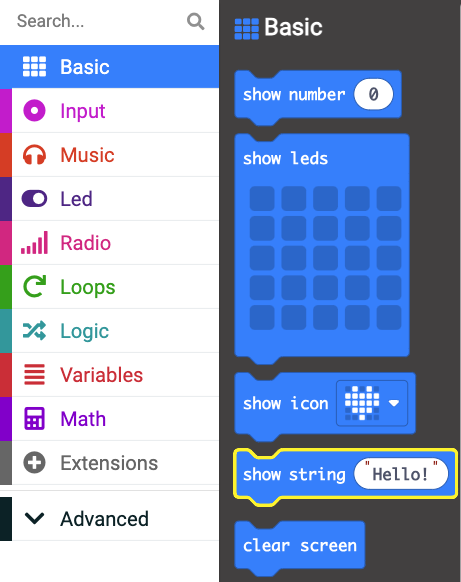 Search...
Basic
Input
Music
Led
Radio
Loops
Logic
Variables
Math
Extensions
Advanced
Basic
show number 0
show leds
show icon
show string "Hello!"
clear screen